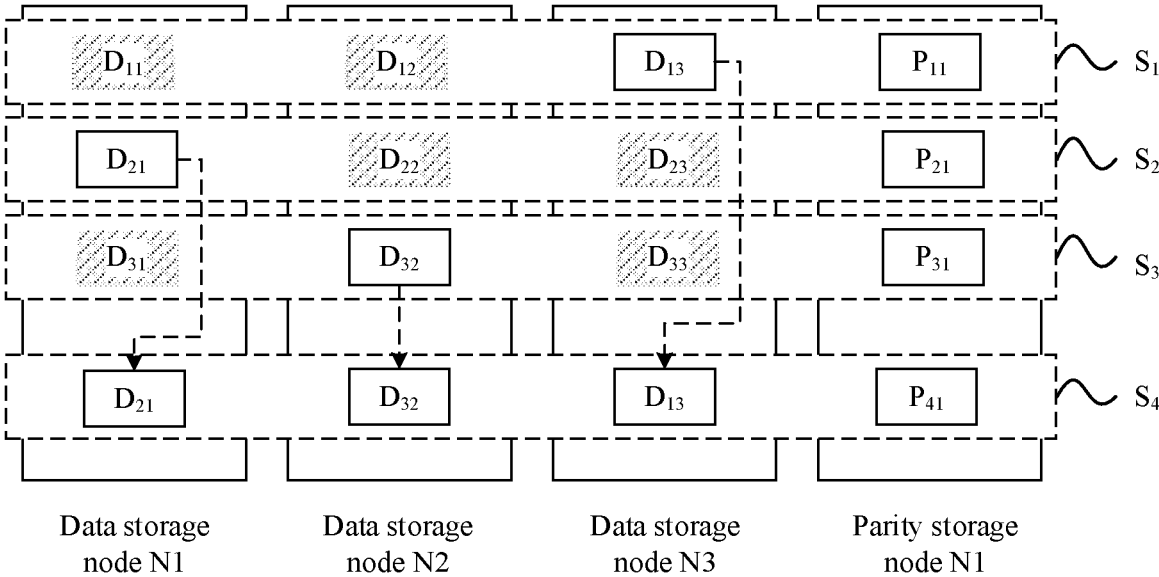 D11 D12 D13 P11 S1
D21 D22 D23 P21 S2
D31 D32 D33 P31 S3
D21 D32 D13 P41 S4
Data storage node N1
Data storage node N2
Data storage node N3
Parity storage node N1